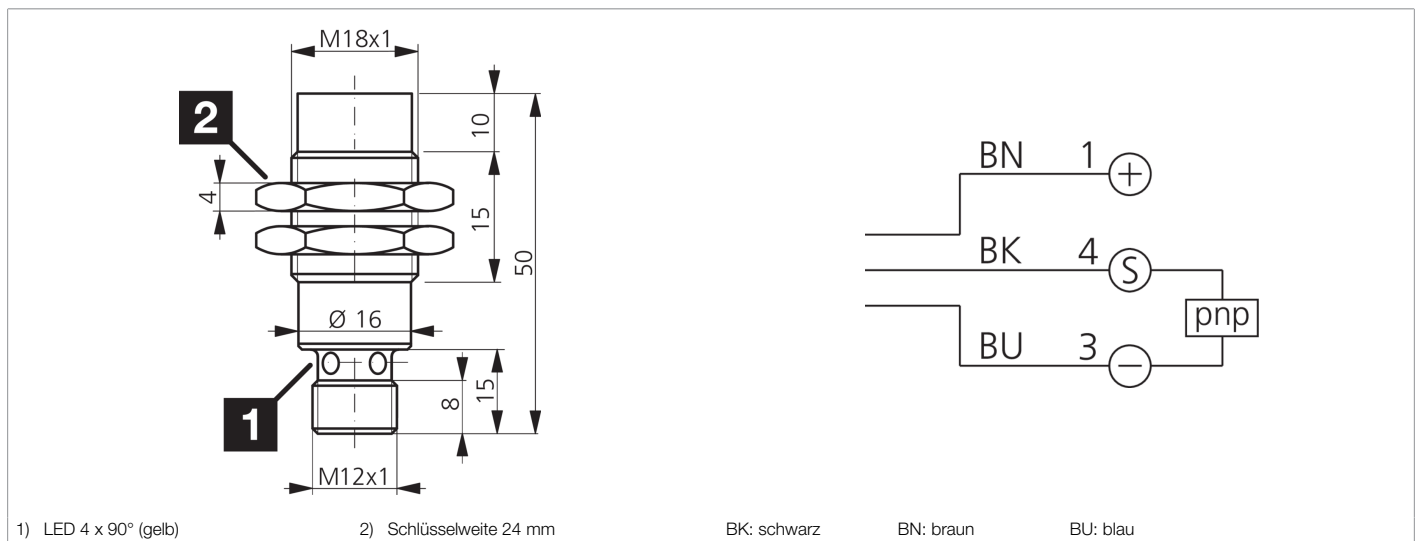 M18x1
2
10
4
15
50
Ø 16
1
8
15
M12x1
BN 1 +
BK 4 S
pnp
BU 3 −
1) LED 4 x 90° (gelb) 2) Schlüsselweite 24 mm BK: schwarz BN: braun BU: blau